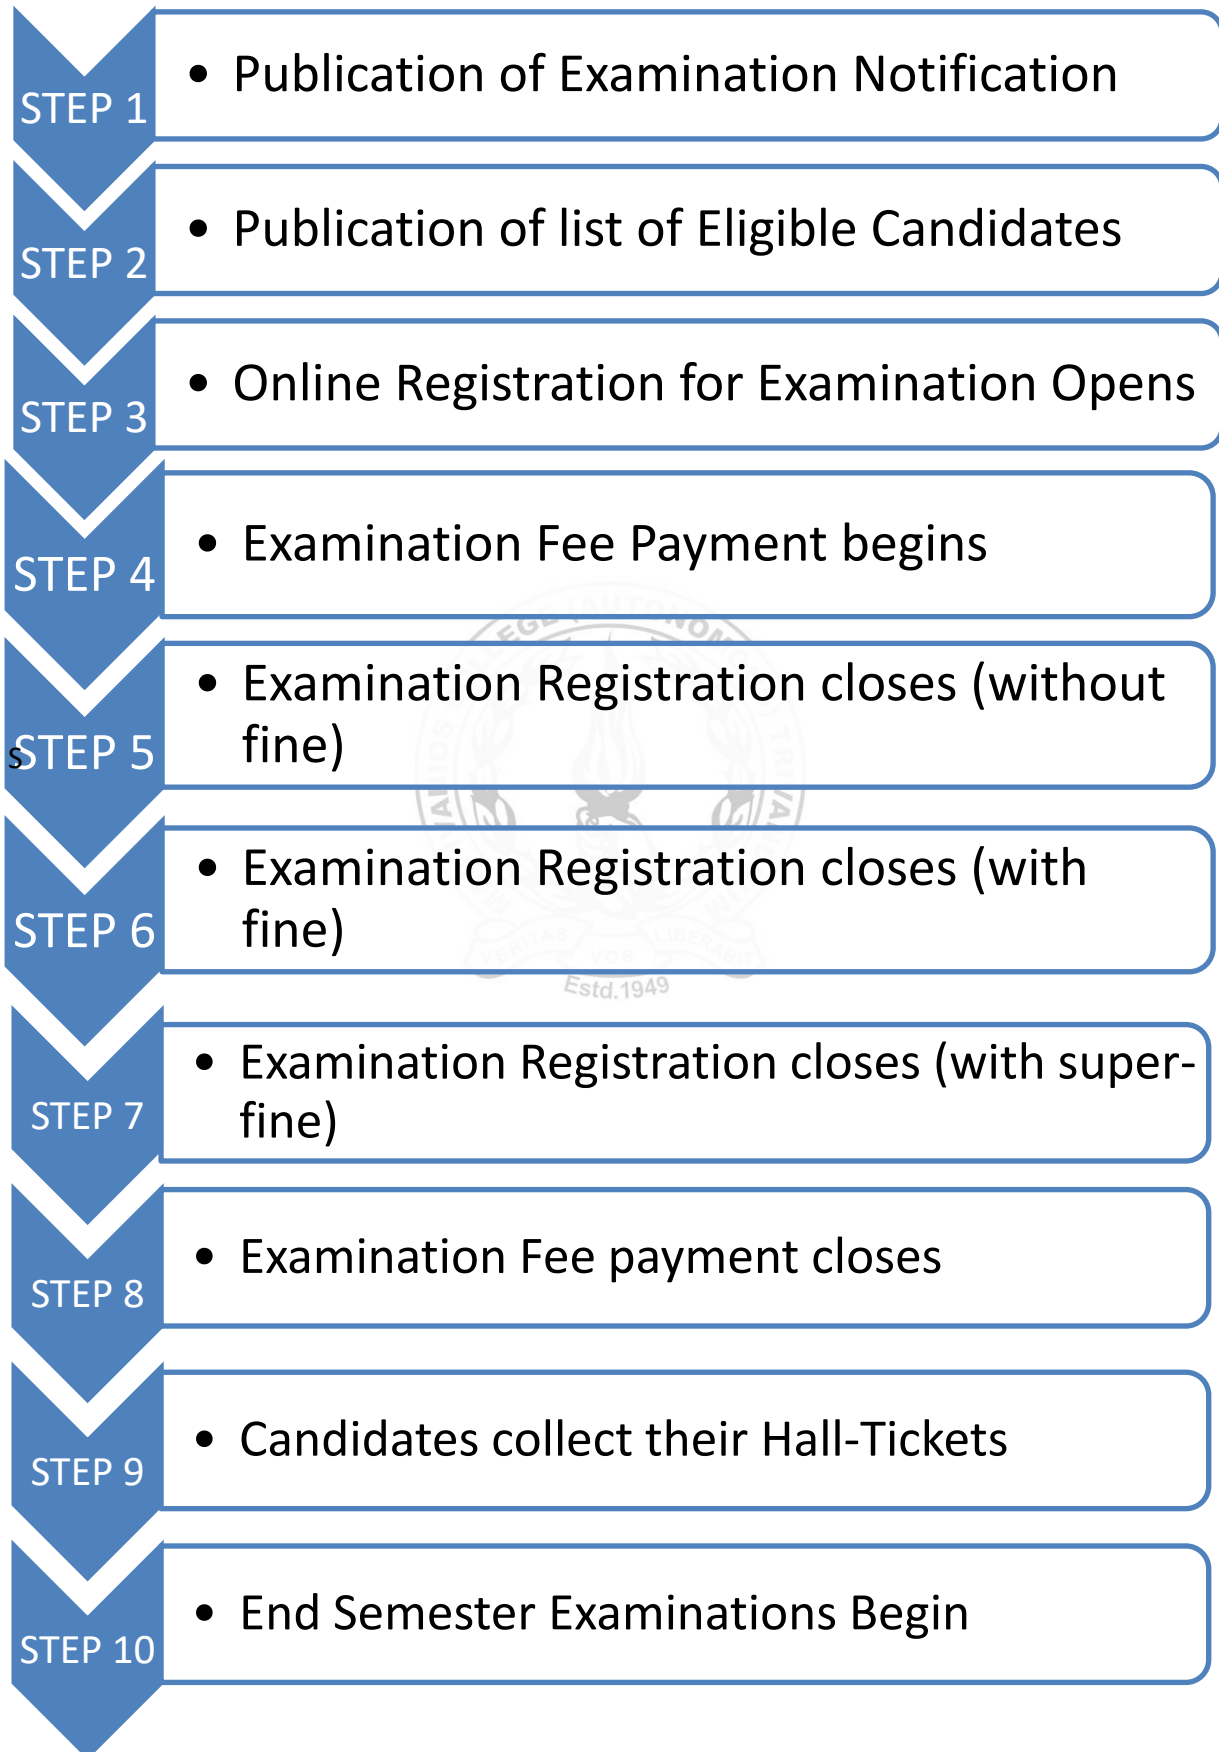 STEP 1
• Publication of Examination Notification
STEP 2
• Publication of list of Eligible Candidates
STEP 3
• Online Registration for Examination Opens
STEP 4
• Examination Fee Payment begins
STEP 5
s
• Examination Registration closes (without
fine)
STEP 6
• Examination Registration closes (with
fine)
STEP 7
• Examination Registration closes (with super-
fine)
STEP 8
• Examination Fee payment closes
STEP 9
• Candidates collect their Hall-Tickets
STEP 10
• End Semester Examinations Begin
VERITAS VOS LIBERABIT
Estd.1949